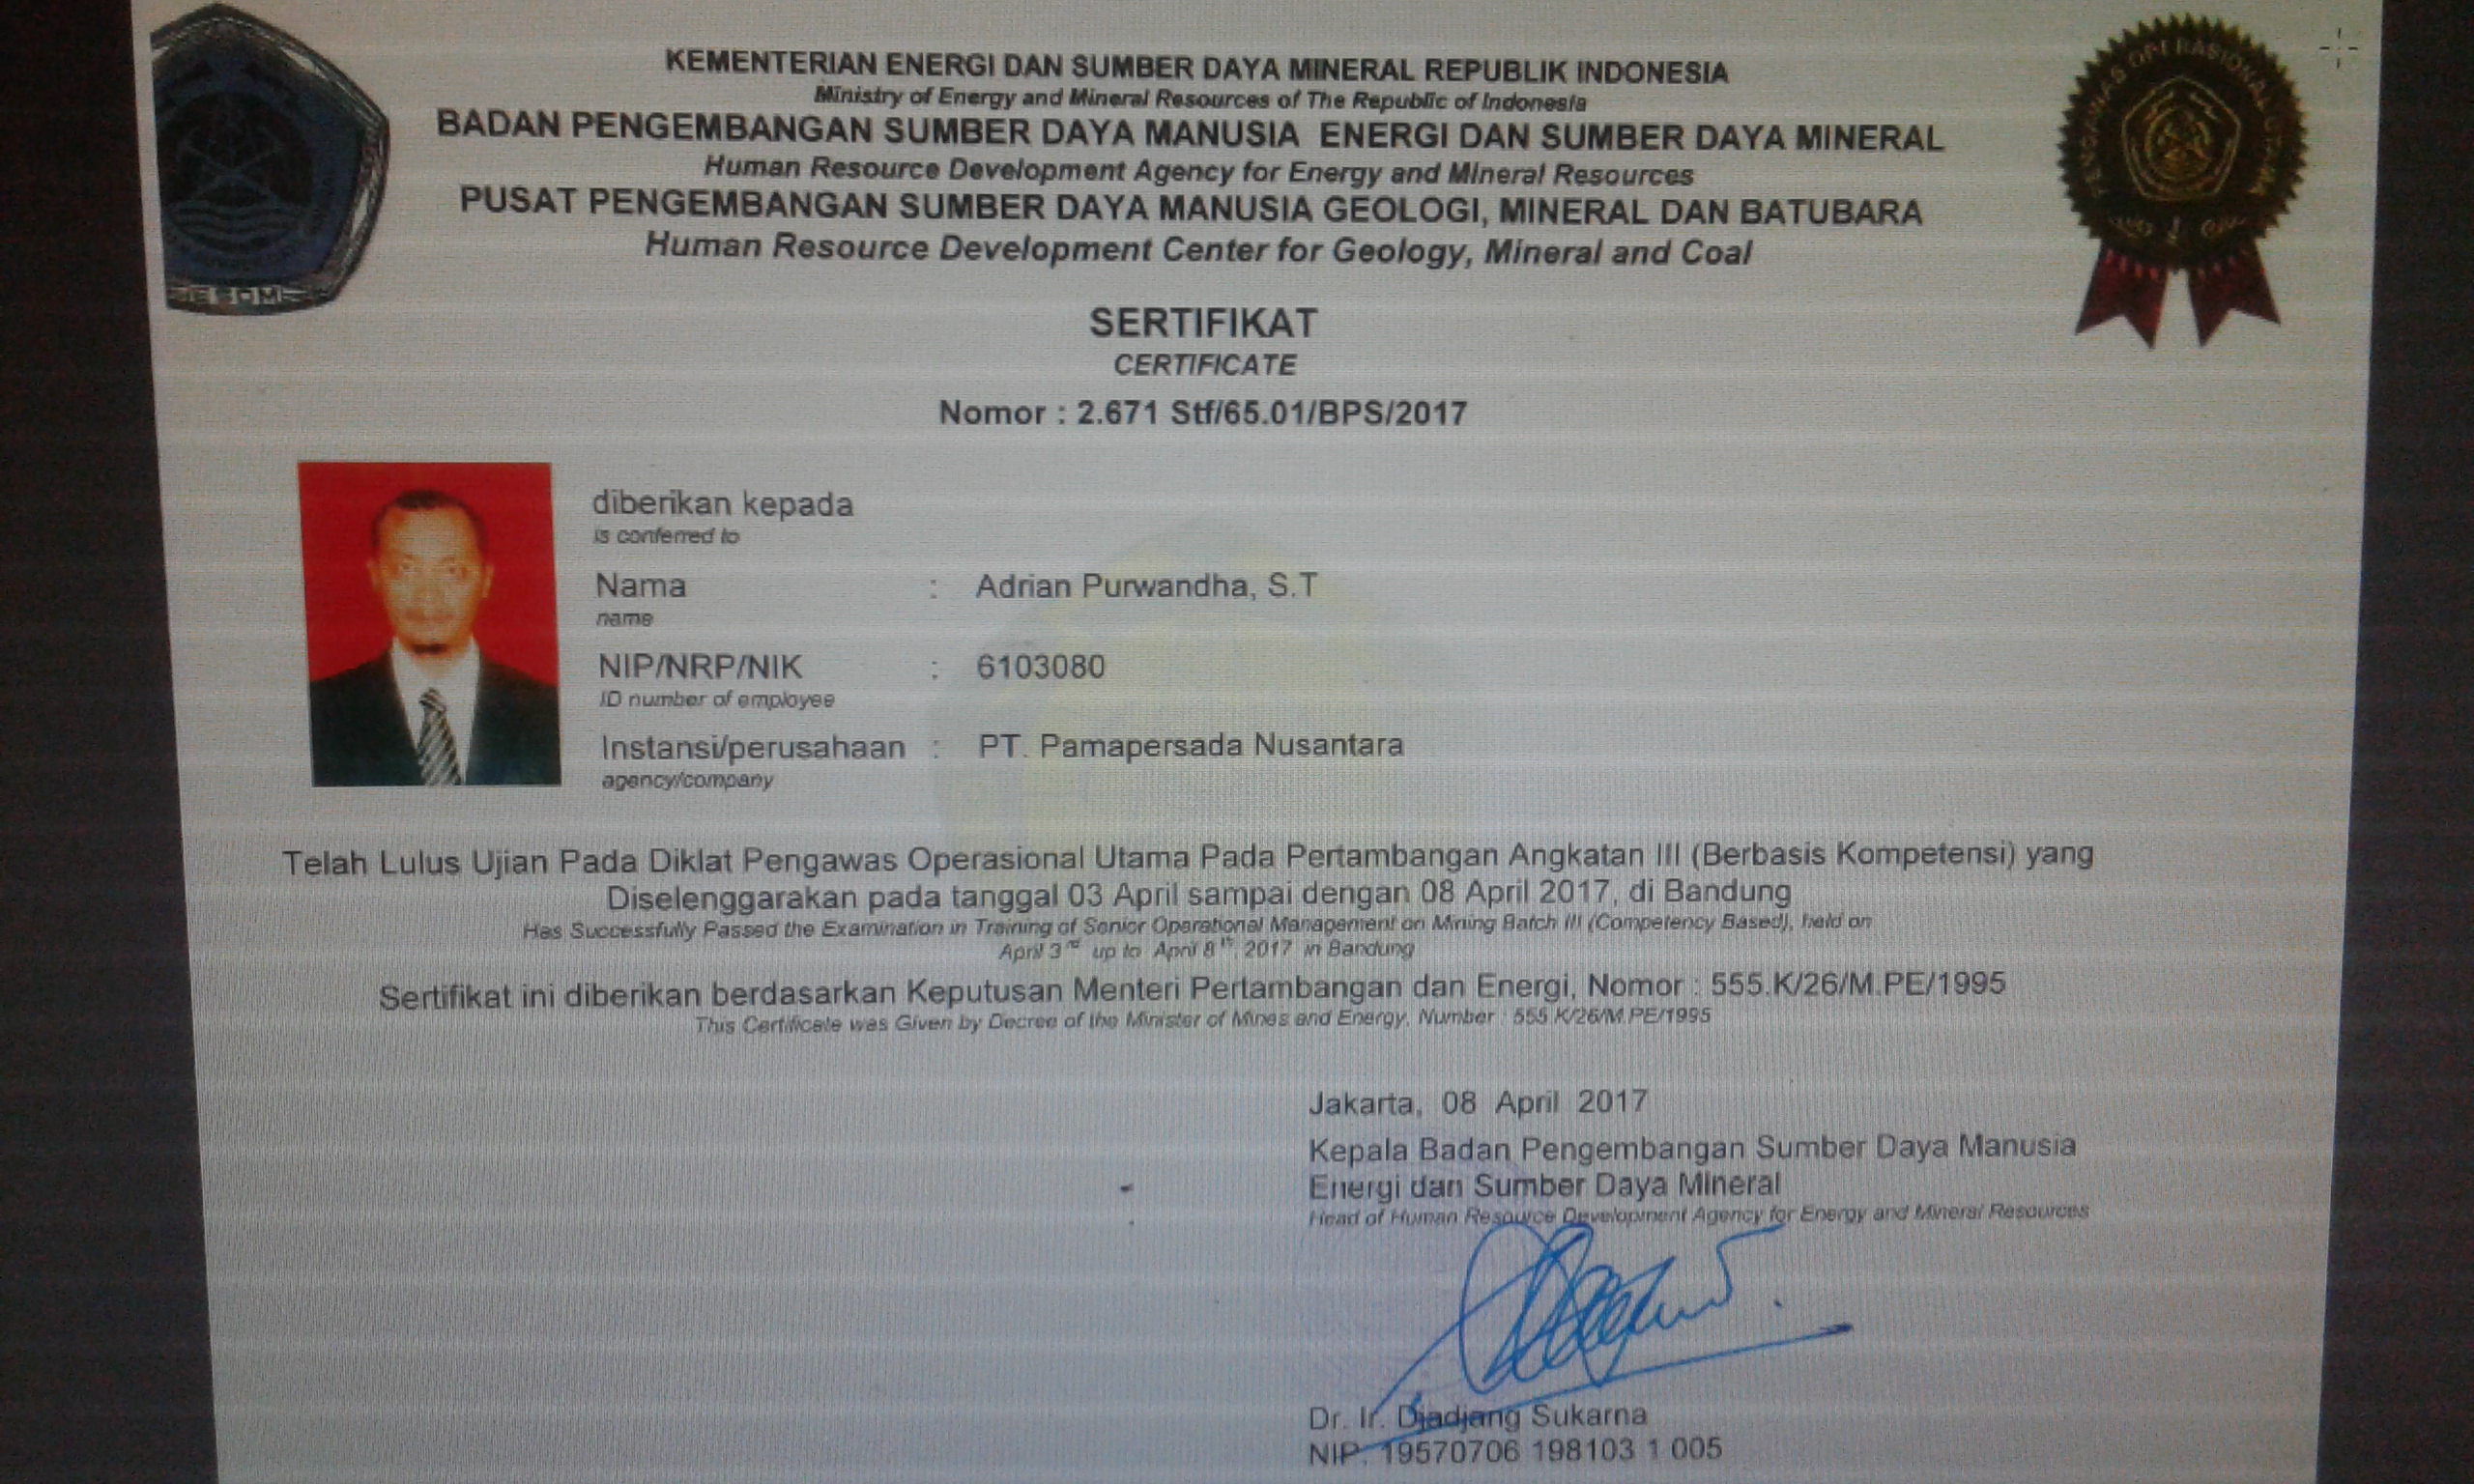 KEMENTERIAN ENERGI DAN SUMBER DAYA MINERAL REPUBLIK INDONESIA
Ministry of Energy and Mineral Resources of The Republic of Indonesia
BADAN PENGEMBANGAN SUMBER DAYA MANUSIA ENERGI DAN SUMBER DAYA MINERAL
Human Resource Development Agency for Energy and Mineral Resources
PUSAT PENGEMBANGAN SUMBER DAYA MANUSIA GEOLOGI, MINERAL DAN BATUBARA
Human Resource Development Center for Geology, Mineral and Coal
ESDM
PENGAWAS OPERASIONAL UTAMA
SERTIFIKAT
CERTIFICATE
Nomor : 2.671 Stf/65.01/BPS/2017
diberikan kepada
is conferred to
Nama : Adrian Purwandha, S.T
name
NIP/NRP/NIK : 6103080
ID number of employee
Instansi/perusahaan : PT. Pamapersada Nusantara
agency/company
Telah Lulus Ujian Pada Diklat Pengawas Operasional Utama Pada Pertambangan Angkatan III (Berbasis Kompetensi) yang
Diselenggarakan pada tanggal 03 April sampai dengan 08 April 2017, di Bandung
Has Successfully Passed the Examination in Training of Senior Operational Management on Mining Batch III (Competency Based), held on
April 3rd up to April 8th, 2017 in Bandung
Sertifikat ini diberikan berdasarkan Keputusan Menteri Pertambangan dan Energi, Nomor : 555.K/26/M.PE/1995
This Certificate was Given by Decree of the Minister of Mines and Energy, Number : 555.K/26/M.PE/1995
Jakarta, 08 April 2017
Kepala Badan Pengembangan Sumber Daya Manusia
Energi dan Sumber Daya Mineral
Head of Human Resource Development Agency for Energy and Mineral Resources
Dr. Ir. Djadjang Sukarna
NIP. 19570706 198103 1 005